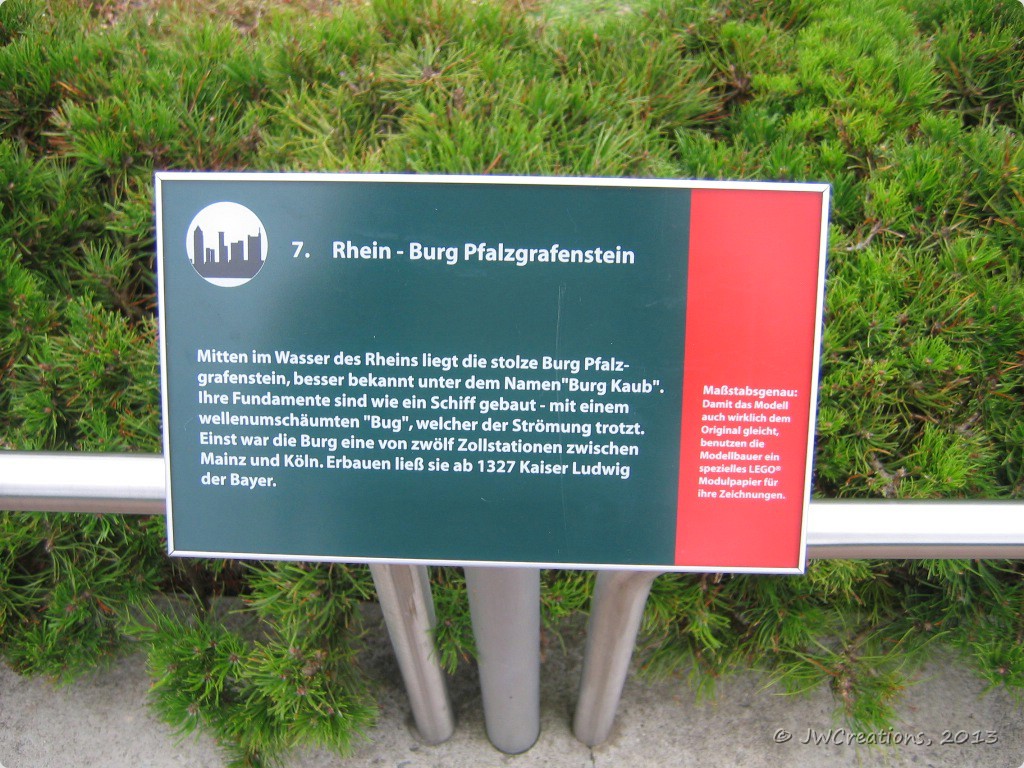 7. Rhein - Burg Pfalzgrafenstein
Mitten im Wasser des Rheins liegt die stolze Burg Pfalz-
grafenstein, besser bekannt unter dem Namen"Burg Kaub".
Ihre Fundamente sind wie ein Schiff gebaut - mit einem
wellenumschäumten "Bug", welcher der Strömung trotzt.
Einst war die Burg eine von zwölf Zollstationen zwischen
Mainz und Köln. Erbauen ließ sie ab 1327 Kaiser Ludwig
der Bayer.
Maßstabsgenau:
Damit das Modell
auch wirklich dem
Original gleicht,
benutzen die
Modellbauer ein
spezielles LEGO®
Modulpapier für
ihre Zeichnungen.
© JWCreations, 2013